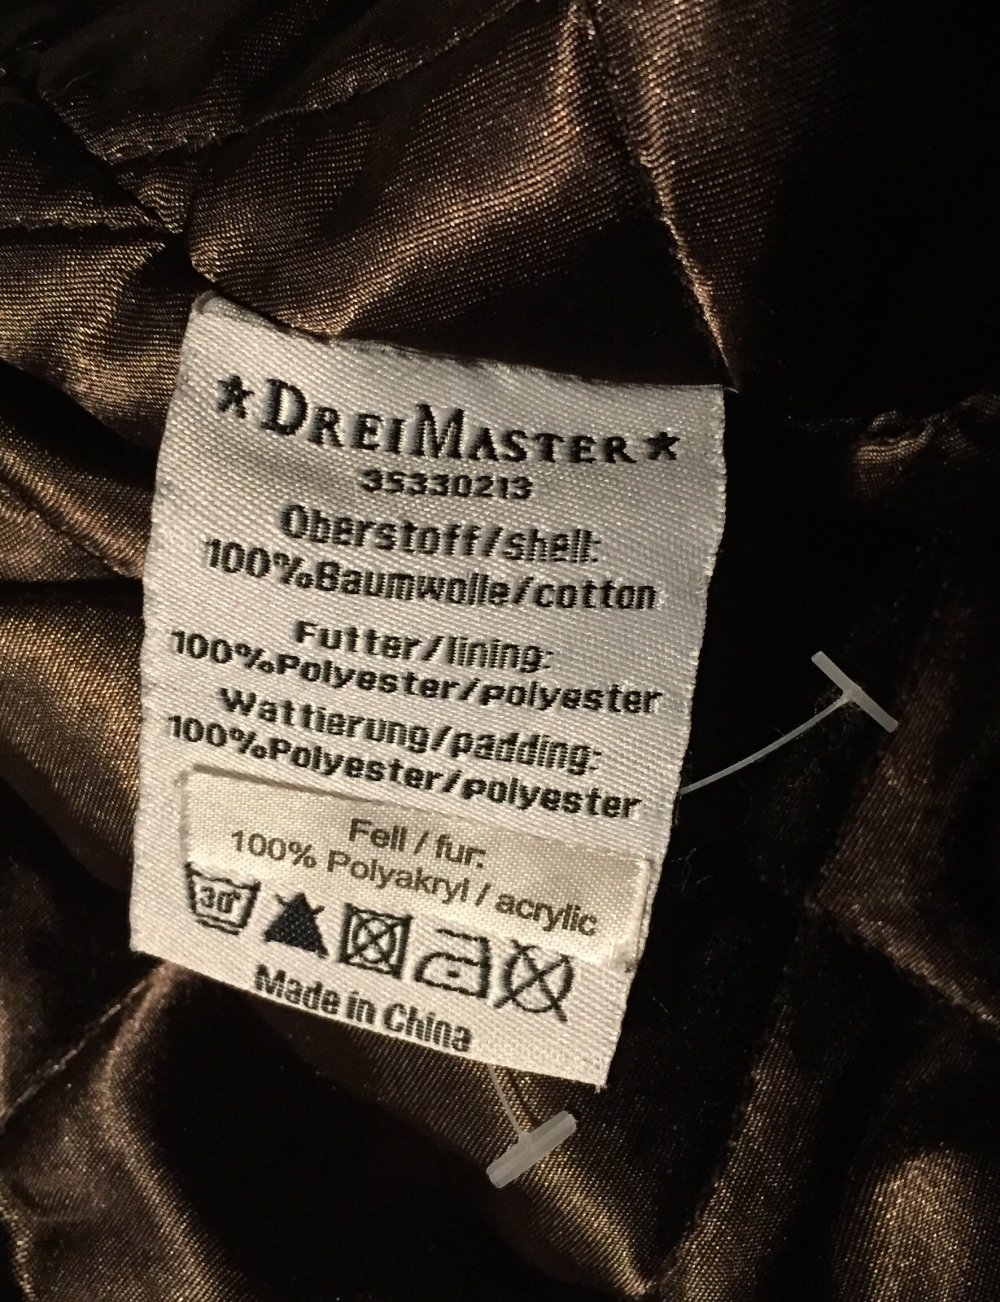 ★DREIMASTER★
35330213
Oberstoff/shell:
100%Baumwolle/cotton
Futter/lining:
100%Polyester/polyester
Wattierung/padding:
100%Polyester/polyester
Fell / fur:
100% Polyakryl / acrylic
30°
Made in China